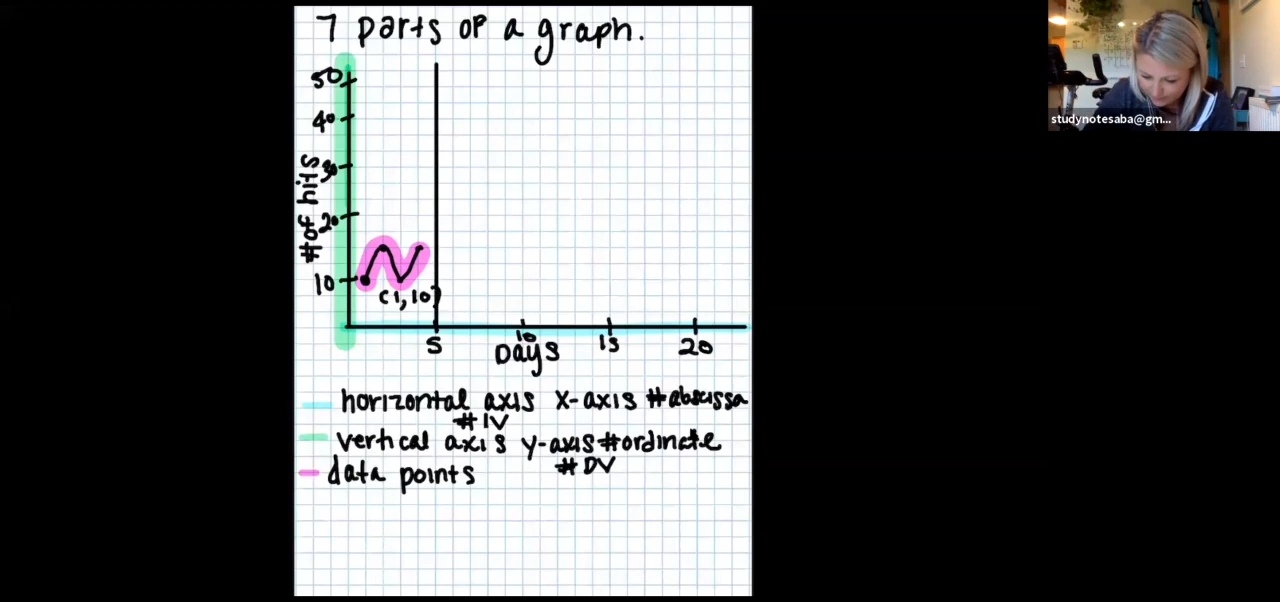 7 parts of a graph.
50
40
30
20
10
# of hits
(1, 10)
5
10
15
20
Days
horizontal axis x-axis #abscissa
#IV
vertical axis y-axis #ordinate
#DV
data points
studynotesaba@gm...